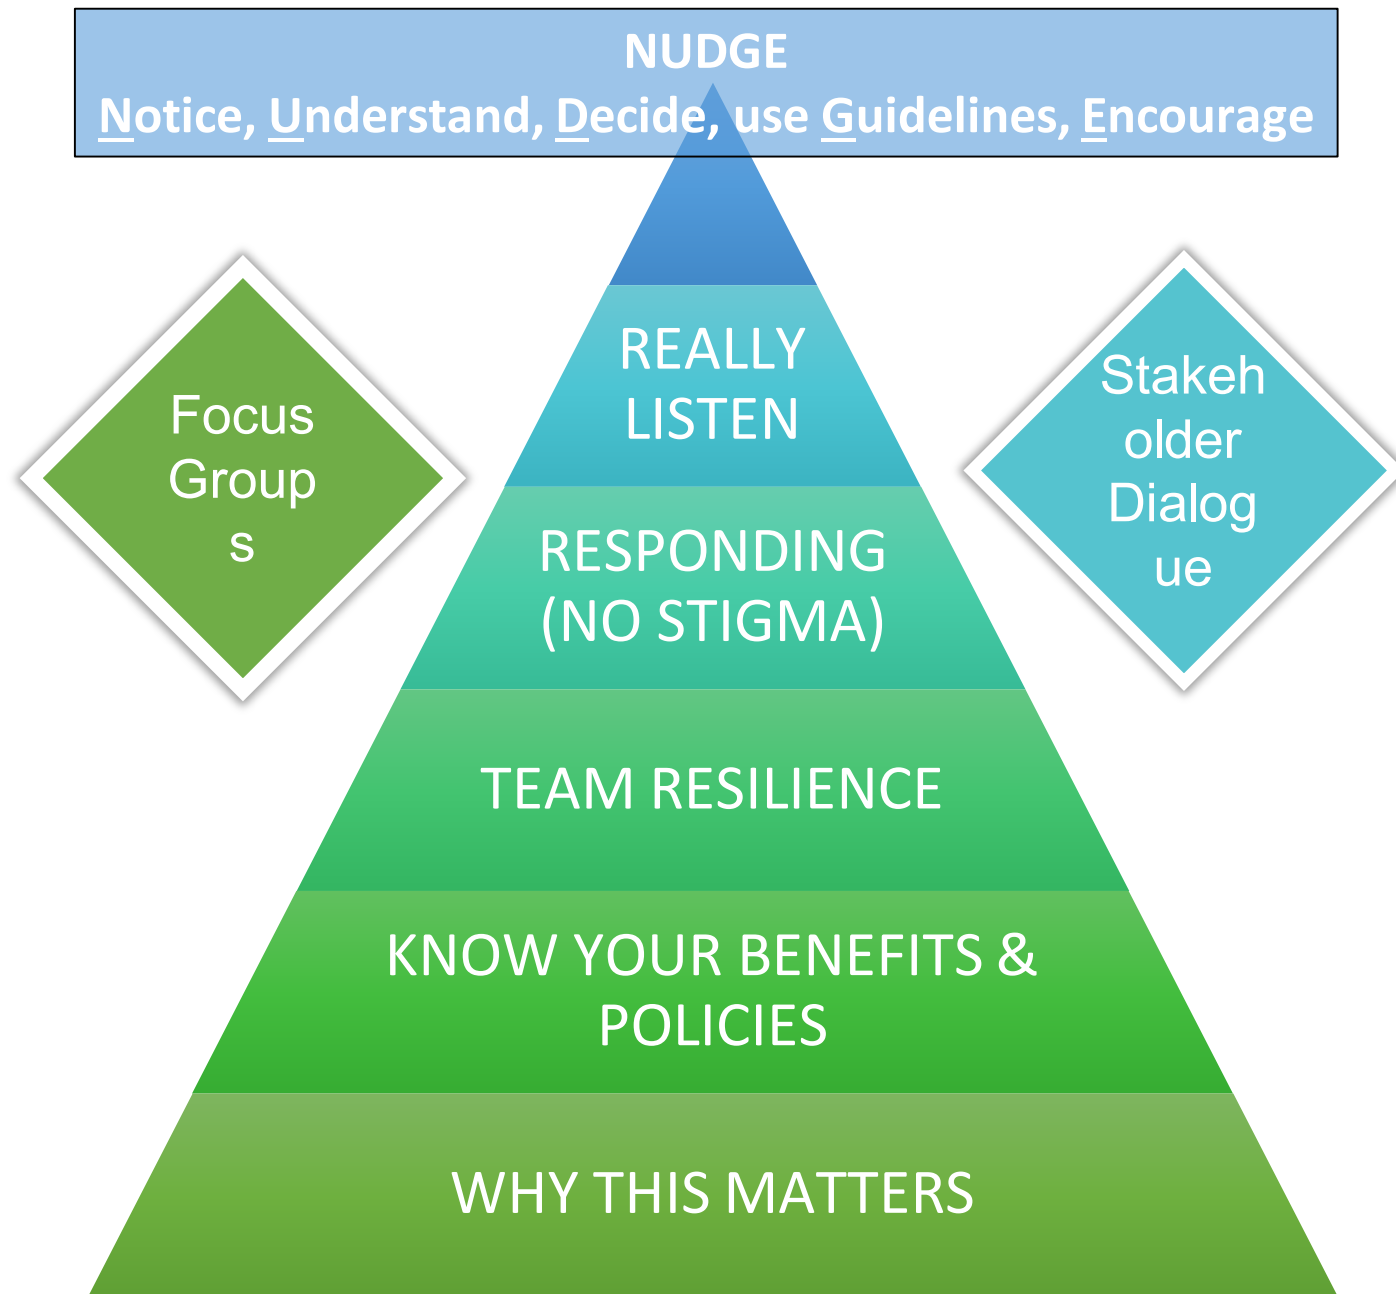 NUDGE
Notice, Understand, Decide, use Guidelines, Encourage
Focus
Group
s
REALLY
LISTEN
Stakeh
older
Dialog
ue
RESPONDING
(NO STIGMA)
TEAM RESILIENCE
KNOW YOUR BENEFITS &
POLICIES
WHY THIS MATTERS